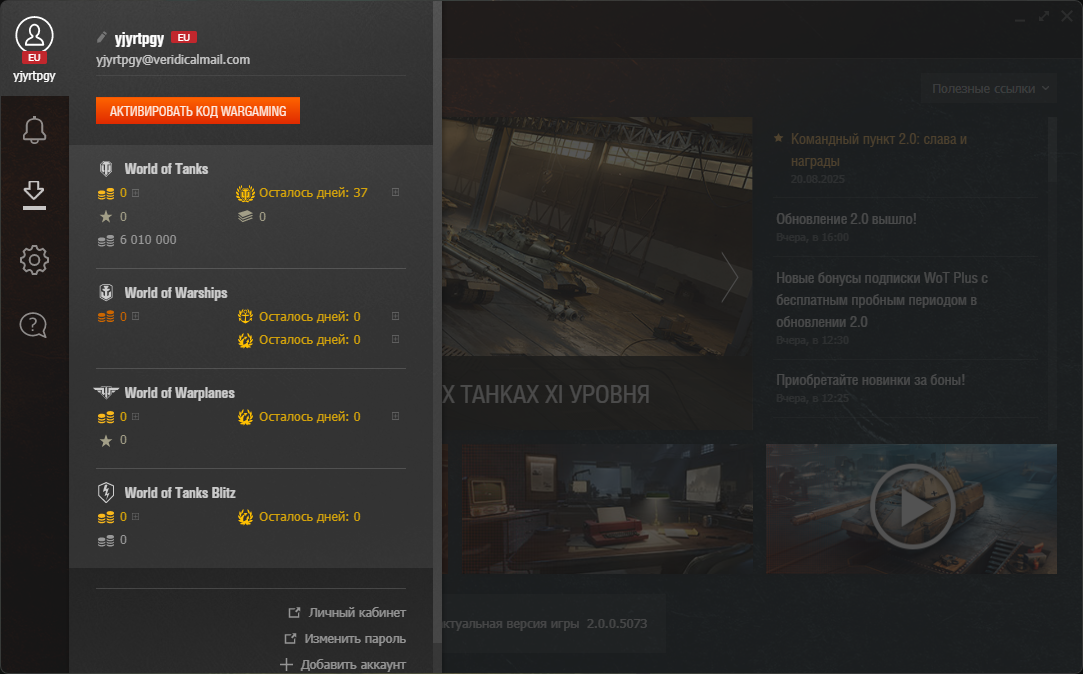 yjyrtpgy EU
yjyrtpgy@veridicalmail.com
EU
yjyrtpgy
АКТИВИРОВАТЬ КОД WARGAMING
World of Tanks
0 Осталось дней: 37
0 0
6 010 000
World of Warships
0 Осталось дней: 0
Осталось дней: 0
World of Warplanes
0 Осталось дней: 0
0
World of Tanks Blitz
0 Осталось дней: 0
0
Личный кабинет
Изменить пароль
Добавить аккаунт
Полезные ссылки
Командный пункт 2.0: слава и
награды
20.08.2025
Обновление 2.0 вышло!
Вчера, в 16:00
Новые бонусы подписки WoT Plus с
бесплатным пробным периодом в
обновлении 2.0
Вчера, в 12:30
Приобретайте новинки за боны!
Вчера, в 12:25
Х ТАНКАХ XI УРОВНЯ
ктуальная версия игры 2.0.0.5073